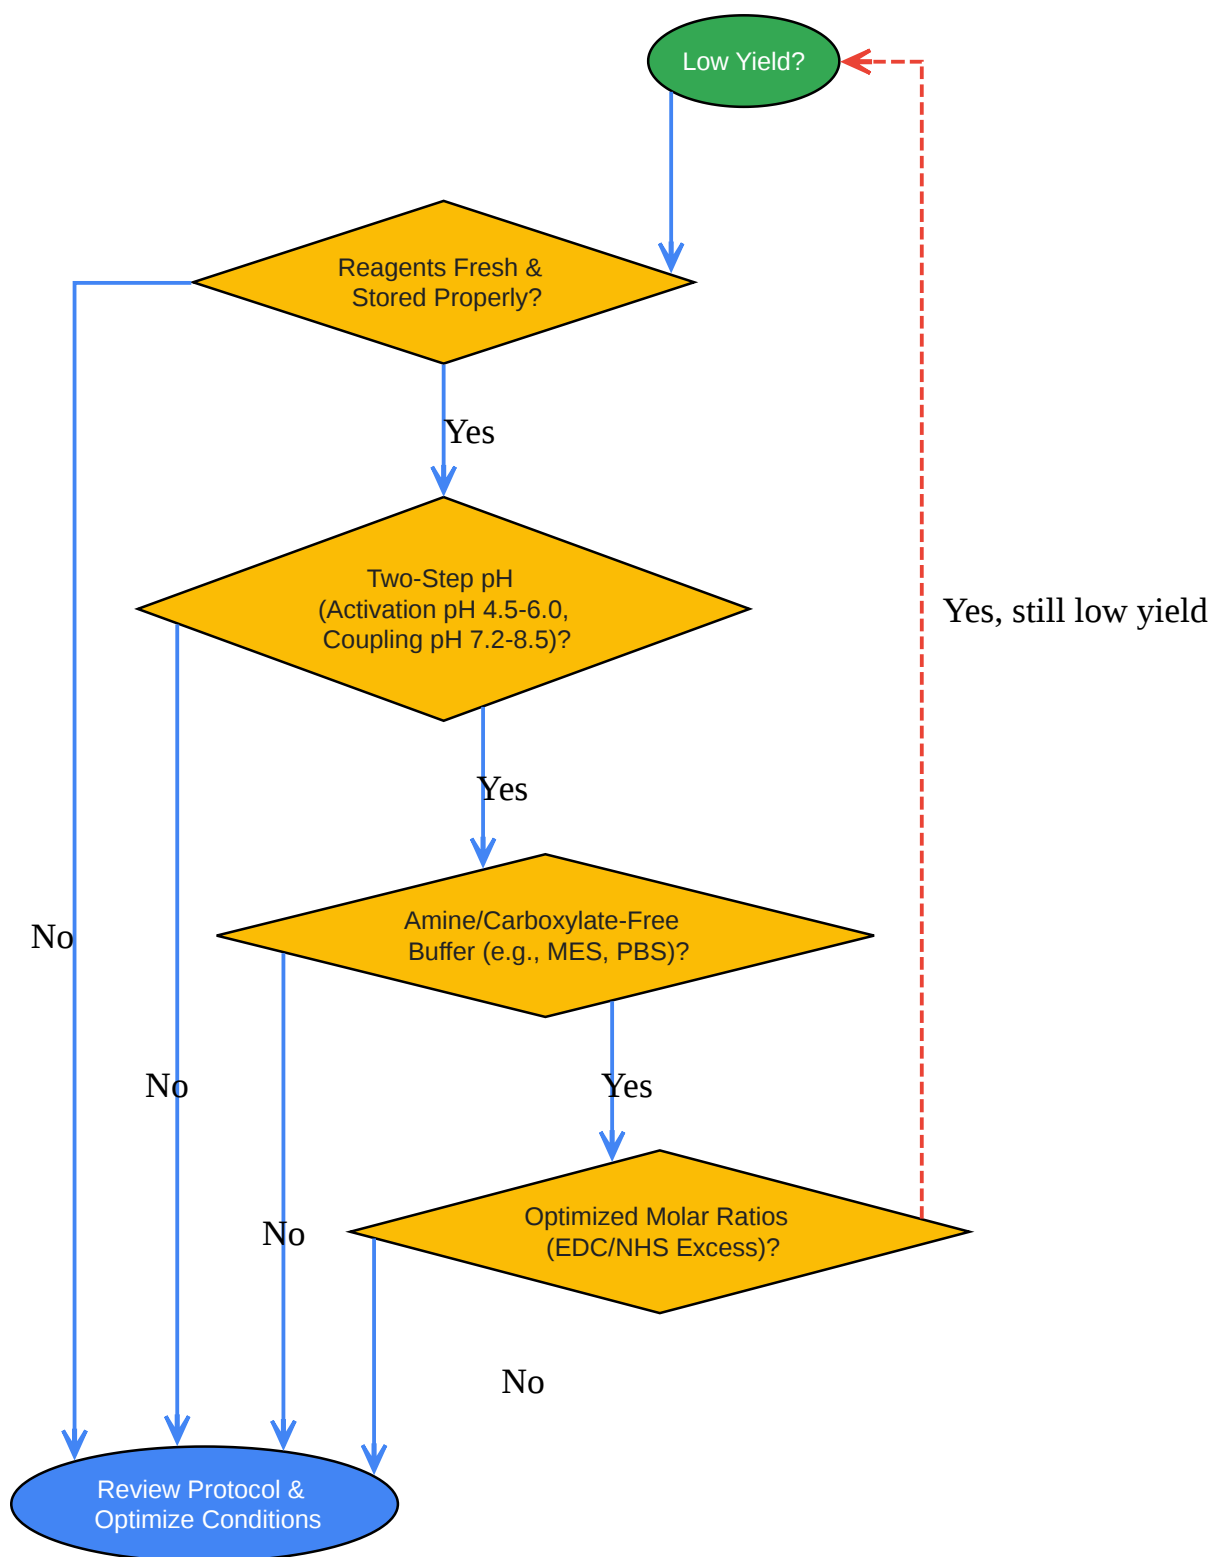 Low Yield?
Reagents Fresh &
Stored Properly?
Yes
Two-Step pH
(Activation pH 4.5-6.0,
Coupling pH 7.2-8.5)?
Yes, still low yield
Yes
Amine/Carboxylate-Free
Buffer (e.g., MES, PBS)?
No
No
Yes
Optimized Molar Ratios
(EDC/NHS Excess)?
No
No
Review Protocol &
Optimize Conditions